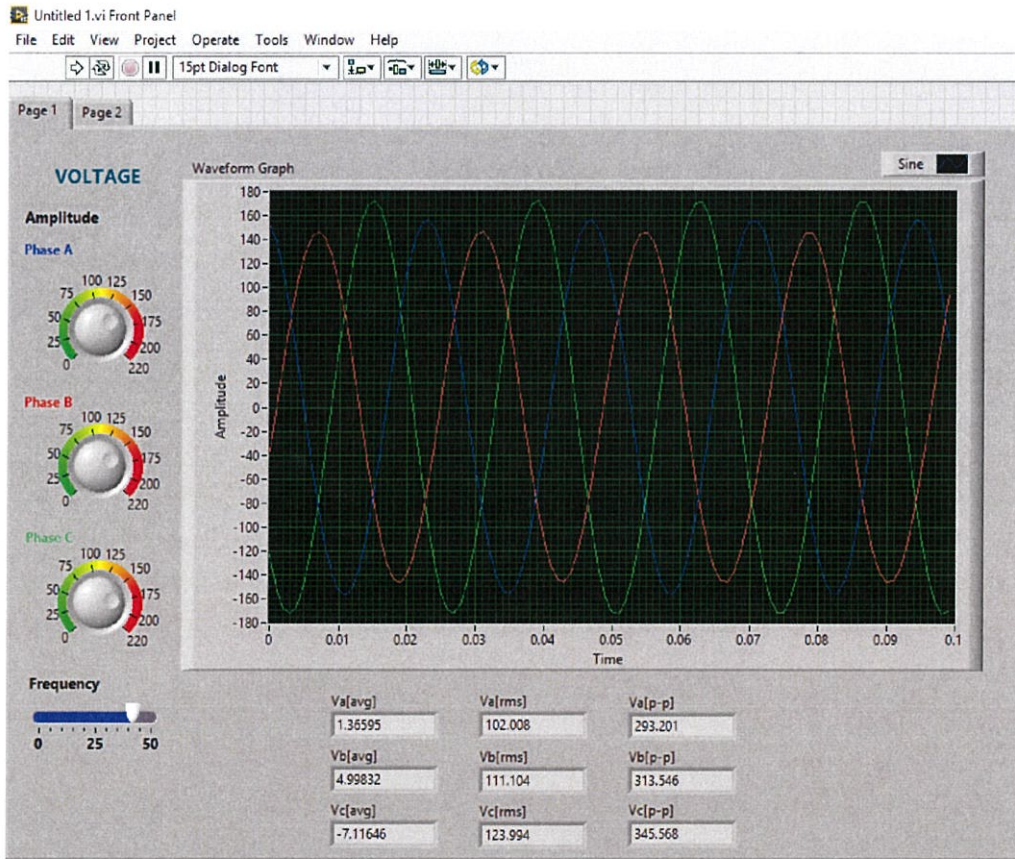 Untitled 1.vi Front Panel
File Edit View Project Operate Tools Window Help
15pt Dialog Font
Page 1 Page 2
VOLTAGE
Waveform Graph
Sine
Amplitude
Phase A
0 25 50 75 100 125 150 175 200 220
Phase B
0 25 50 75 100 125 150 175 200 220
Phase C
0 25 50 75 100 125 150 175 200 220
Frequency
0 25 50
Amplitude
180
160
140
120
100
80
60
40
20
0
-20
-40
-60
-80
-100
-120
-140
-160
-180
0 0.01 0.02 0.03 0.04 0.05 0.06 0.07 0.08 0.09 0.1
Time
Va[avg] Va[rms] Va[p-p]
1.36595 102.008 293.201
Vb[avg] Vb[rms] Vb[p-p]
4.99832 111.104 313.546
Vc[avg] Vc[rms] Vc[p-p]
-7.11646 123.994 345.568